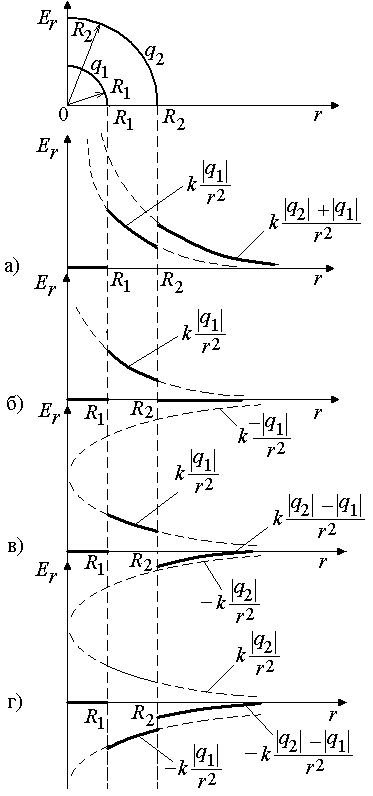 E_r
R_2
q_1
q_2
R_1
0
R_1
R_2
r
E_r
k |q_1|/r^2
k (|q_2| + |q_1|)/r^2
а)
R_1
R_2
r
E_r
k |q_1|/r^2
б)
E_r
R_1
R_2
r
k -|q_1|/r^2
k |q_1|/r^2
k (|q_2| - |q_1|)/r^2
в)
E_r
R_1
R_2
r
-k |q_2|/r^2
k |q_2|/r^2
г)
R_1
R_2
r
-k |q_1|/r^2
-k (|q_2| - |q_1|)/r^2